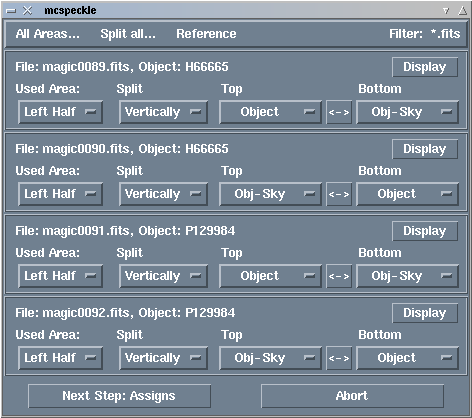 mcspeckle
All Areas... Split all... Reference Filter: *.fits
File: magic0089.fits, Object: H66665 Display
Used Area: Split Top Bottom
Left Half Vertically Object <-> Obj-Sky
File: magic0090.fits, Object: H66665 Display
Used Area: Split Top Bottom
Left Half Vertically Obj-Sky <-> Object
File: magic0091.fits, Object: P129984 Display
Used Area: Split Top Bottom
Left Half Vertically Object <-> Obj-Sky
File: magic0092.fits, Object: P129984 Display
Used Area: Split Top Bottom
Left Half Vertically Obj-Sky <-> Object
Next Step: Assigns Abort